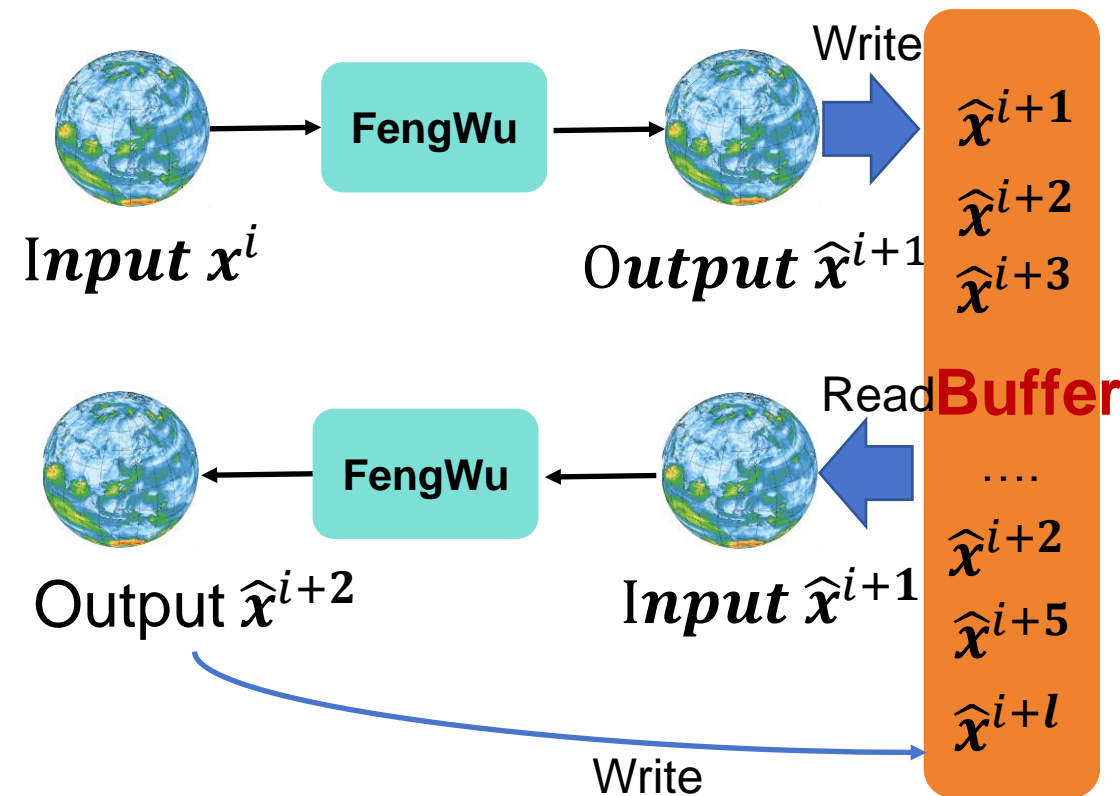 Write
FengWu
Input x^i
Output x̂^{i+1}
x̂^{i+1}
x̂^{i+2}
x̂^{i+3}
Read
Buffer
FengWu
Output x̂^{i+2}
Input x̂^{i+1}
....
x̂^{i+2}
x̂^{i+5}
x̂^{i+l}
Write